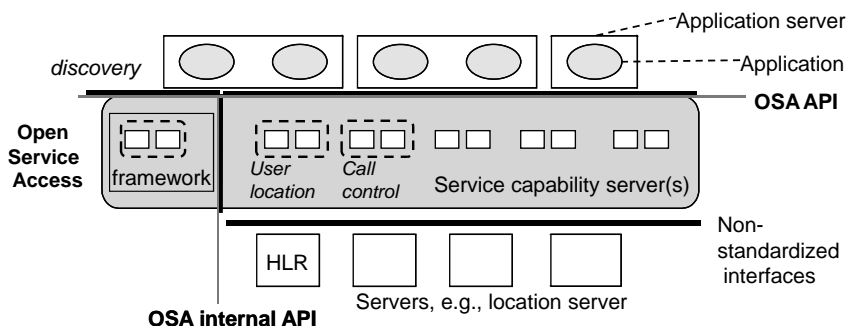 Application server
discovery
Application
OSA API
Open
Service
Access
framework
User
location
Call
control
Service capability server(s)
Non-
standardized
interfaces
HLR
Servers, e.g., location server
OSA internal API